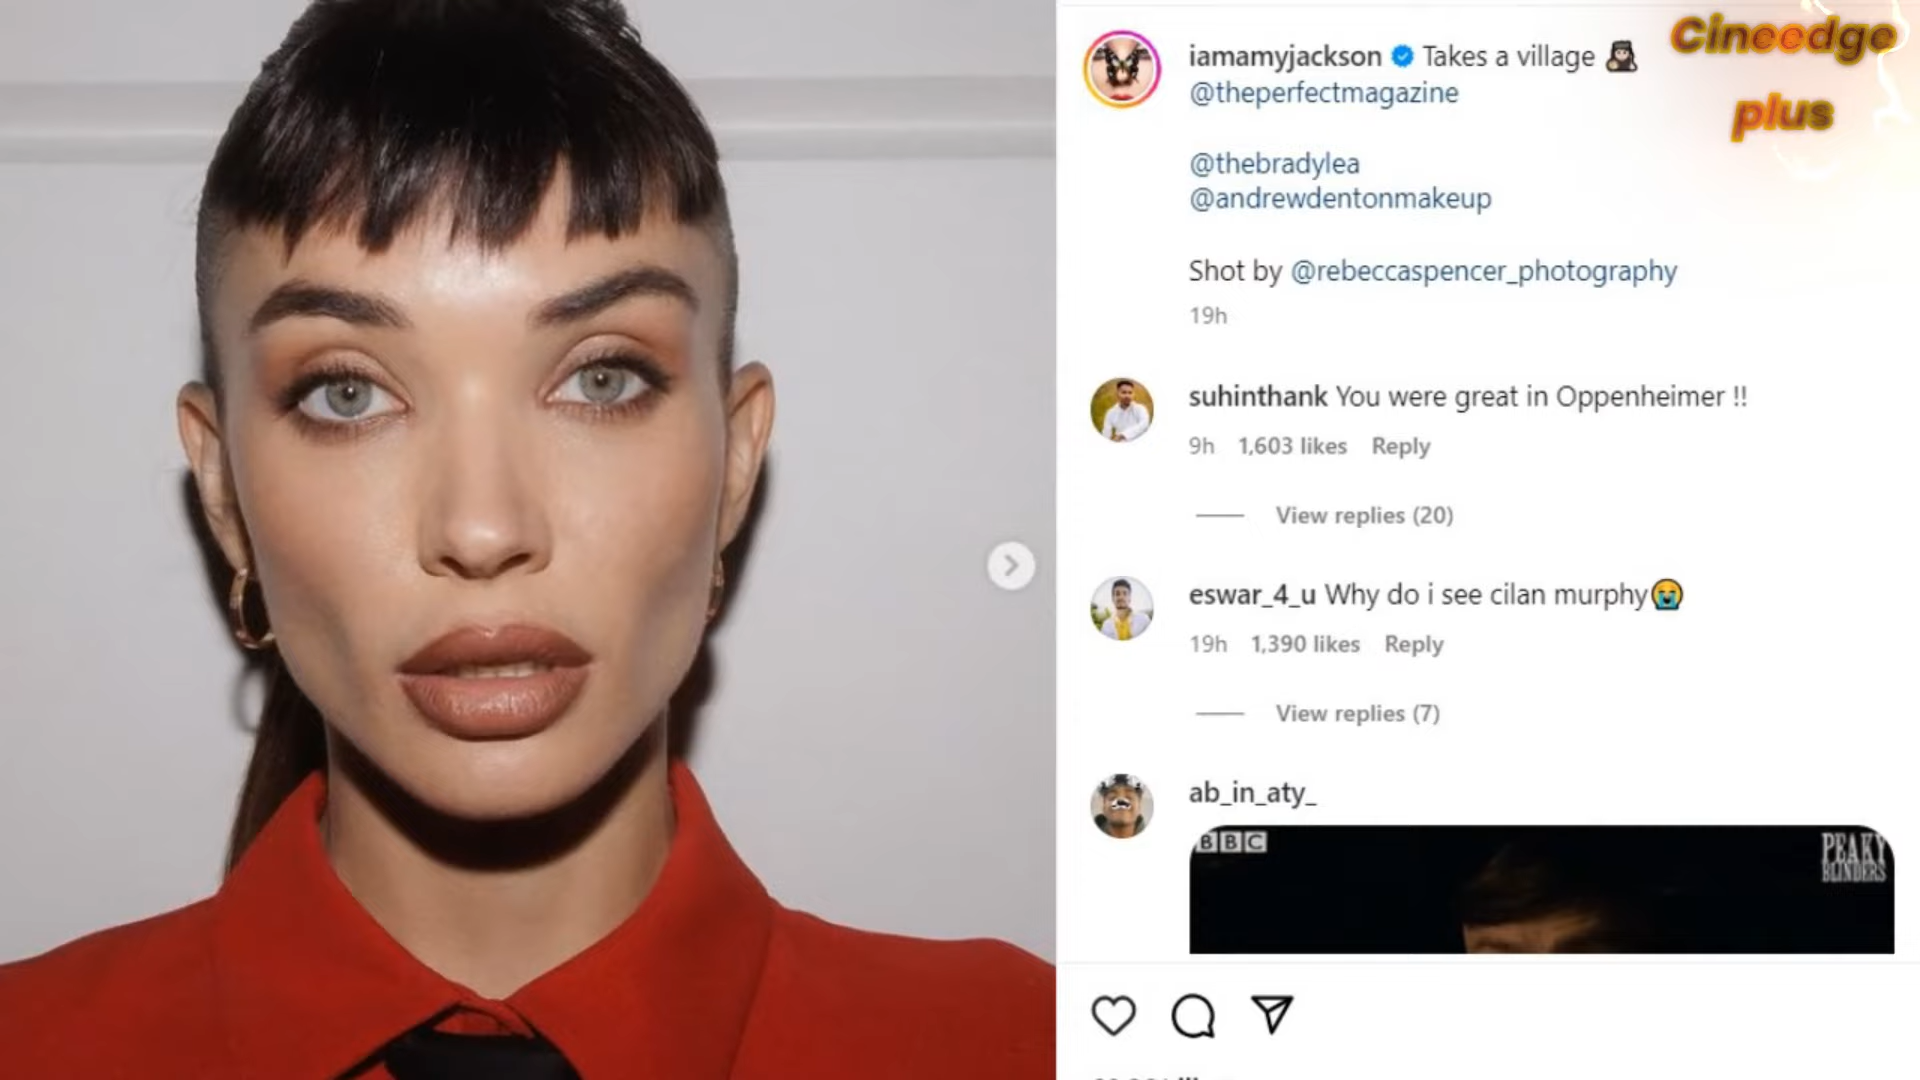 iamamyjackson Takes a village
@theperfectmagazine
@thebradylea
@andrewdentonmakeup
Shot by @rebeccaspencer_photography
19h
suhinthank You were great in Oppenheimer !!
9h 1,603 likes Reply
View replies (20)
eswar_4_u Why do i see cilan murphy😭
19h 1,390 likes Reply
View replies (7)
ab_in_aty_
BBC
PEAKY
BLINDERS
Cineedge
plus